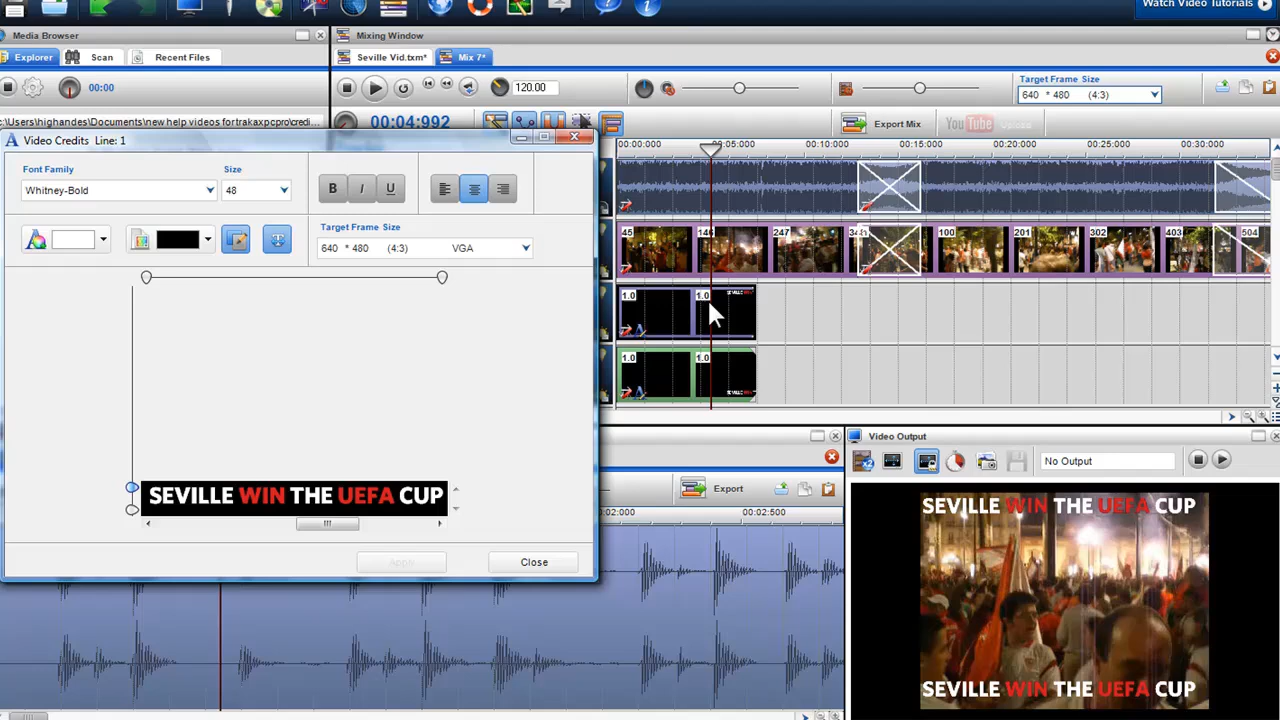 Watch Video Tutorials
Media Browser
Mixing Window
Explorer
Scan
Recent Files
Seville Vid.txm*
Mix 7*
Target Frame Size
00:00
120.00
640 * 480 (4:3)
C:\Users\highandes\Documents\new help videos fortrakaxpcpro\credi...
00:04:992
Export Mix
YouTube Upload
Video Credits Line: 1
00:00:000
00:05:000
00:10:000
00:15:000
00:20:000
00:25:000
00:30:000
Font Family
Size
Whitney-Bold
48
B I U
Target Frame Size
640 * 480 (4:3) VGA
45
146
247
348
100
201
302
403
504
1.0
1.0
SEVILLE WIN
1.0
1.0
Video Output
No Output
Export
SEVILLE WIN THE UEFA CUP
SEVILLE WIN THE UEFA CUP
SEVILLE WIN THE UEFA CUP
Apply
Close
:02:000
00:02:500